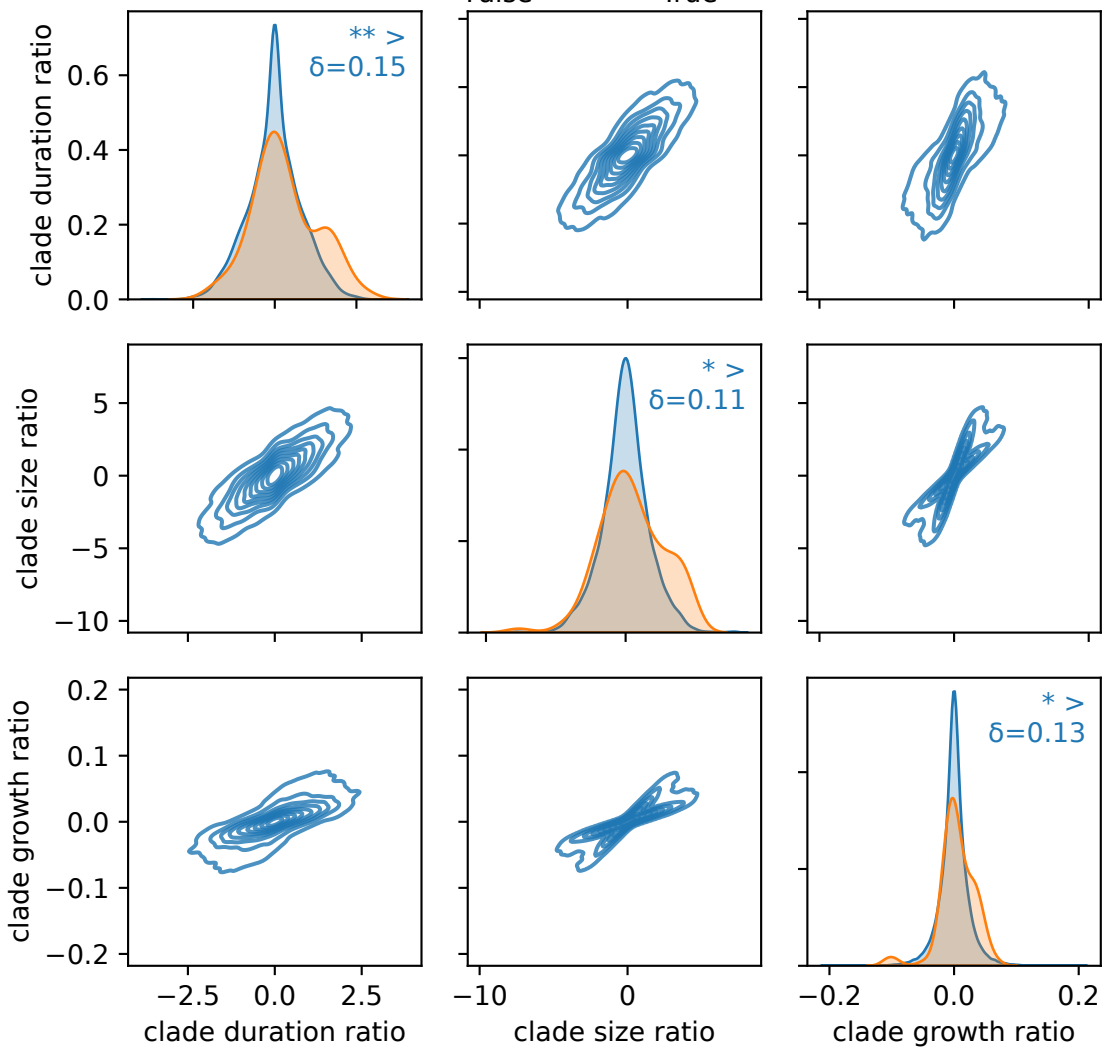 False True
clade duration ratio
0.6
0.4
0.2
0.0
** >
δ=0.15
clade size ratio
5
0
−5
−10
* >
δ=0.11
clade growth ratio
0.2
0.1
0.0
−0.1
−0.2
* >
δ=0.13
−2.5 0.0 2.5
−10 0
−0.2 0.0 0.2
clade duration ratio
clade size ratio
clade growth ratio